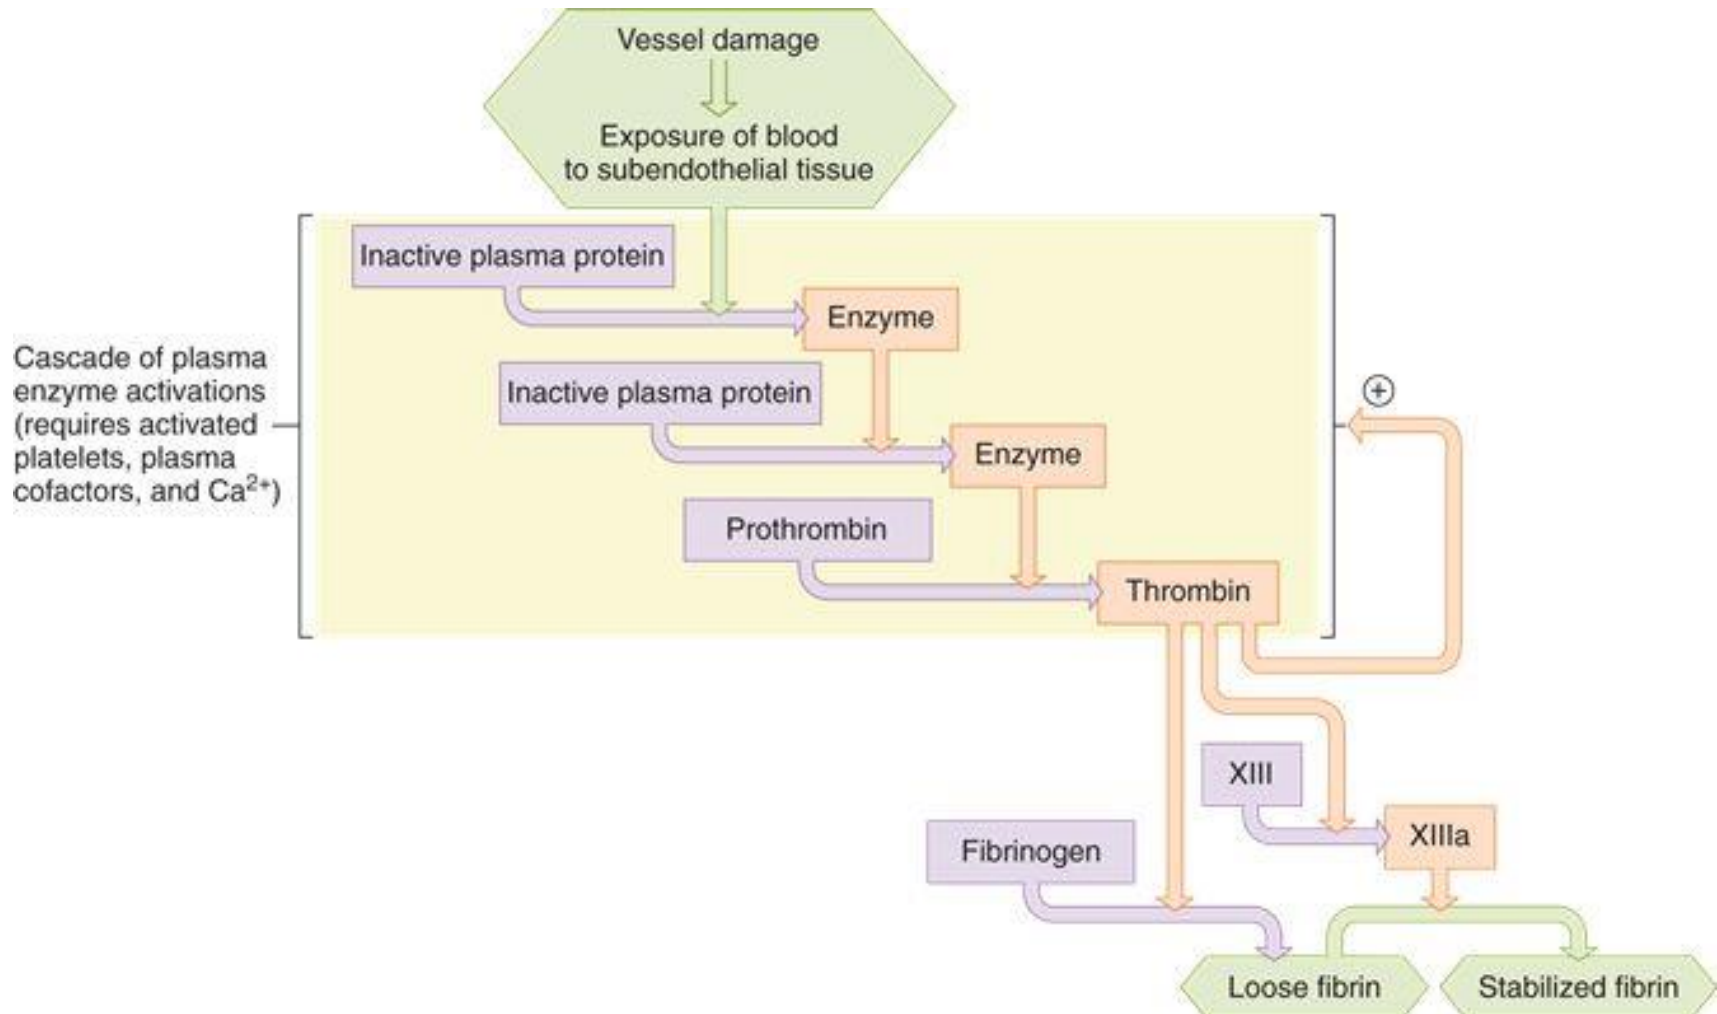 Vessel damage
Exposure of blood
to subendothelial tissue
Inactive plasma protein
Enzyme
Cascade of plasma
enzyme activations
(requires activated
platelets, plasma
cofactors, and Ca²⁺)
Inactive plasma protein
+
Enzyme
Prothrombin
Thrombin
XIII
XIIIa
Fibrinogen
Loose fibrin
Stabilized fibrin